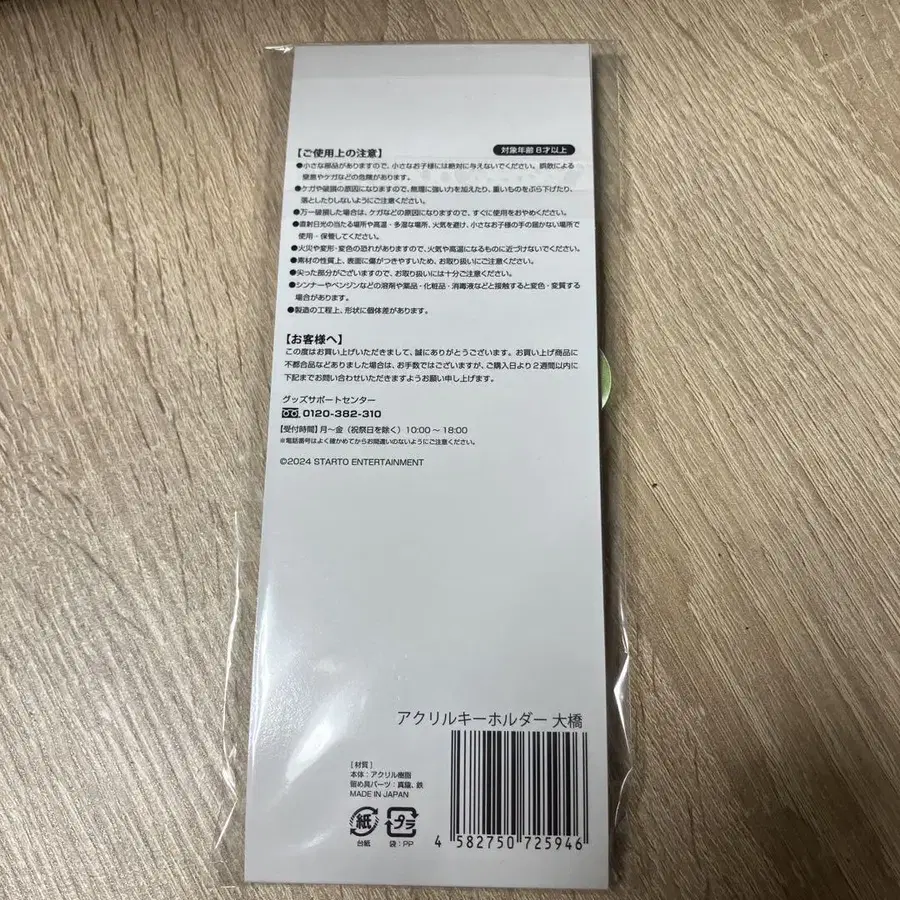 【ご使用上の注意】
対象年齢 8才以上
●小さな部品がありますので、小さなお子様には絶対に与えないでください。誤飲による
窒息やケガなどの危険があります。
●ケガや破損の原因になりますので、無理に強い力を加えたり、重いものをぶら下げたり、
落としたりしないようにご注意ください。
●万一破損した場合は、ケガなどの原因になりますので、すぐに使用をおやめください。
●直射日光の当たる場所や高温・多湿な場所、火気を避け、小さなお子様の手の届かない場所で
使用・保管してください。
●火災や変形・変色の恐れがありますので、火気や高温になるものに近づけないでください。
●素材の性質上、表面に傷がつきやすいため、お取り扱いにご注意ください。
●尖った部分がございますので、お取り扱いには十分ご注意ください。
●シンナーやベンジンなどの溶剤や薬品・化粧品・消毒液などと接触すると変色・変質する
場合があります。
●製造の工程上、形状に個体差があります。
【お客様へ】
この度はお買い上げいただきまして、誠にありがとうございます。お買い上げ商品に
不都合品などありました場合は、お手数ではございますが、ご購入日より2週間以内に
下記までお問い合わせいただきますようお願い申し上げます。
グッズサポートセンター
0120-382-310
【受付時間】月～金（祝祭日を除く）10:00～18:00
※電話番号はよく確かめてからお間違いのないようにご注意ください。
©2024 STARTO ENTERTAINMENT
アクリルキーホルダー 大橋
［材質］
本体：アクリル樹脂
留め具パーツ：真鍮、鉄
MADE IN JAPAN
紙 プラ
台紙 袋：PP
4 582750 725946